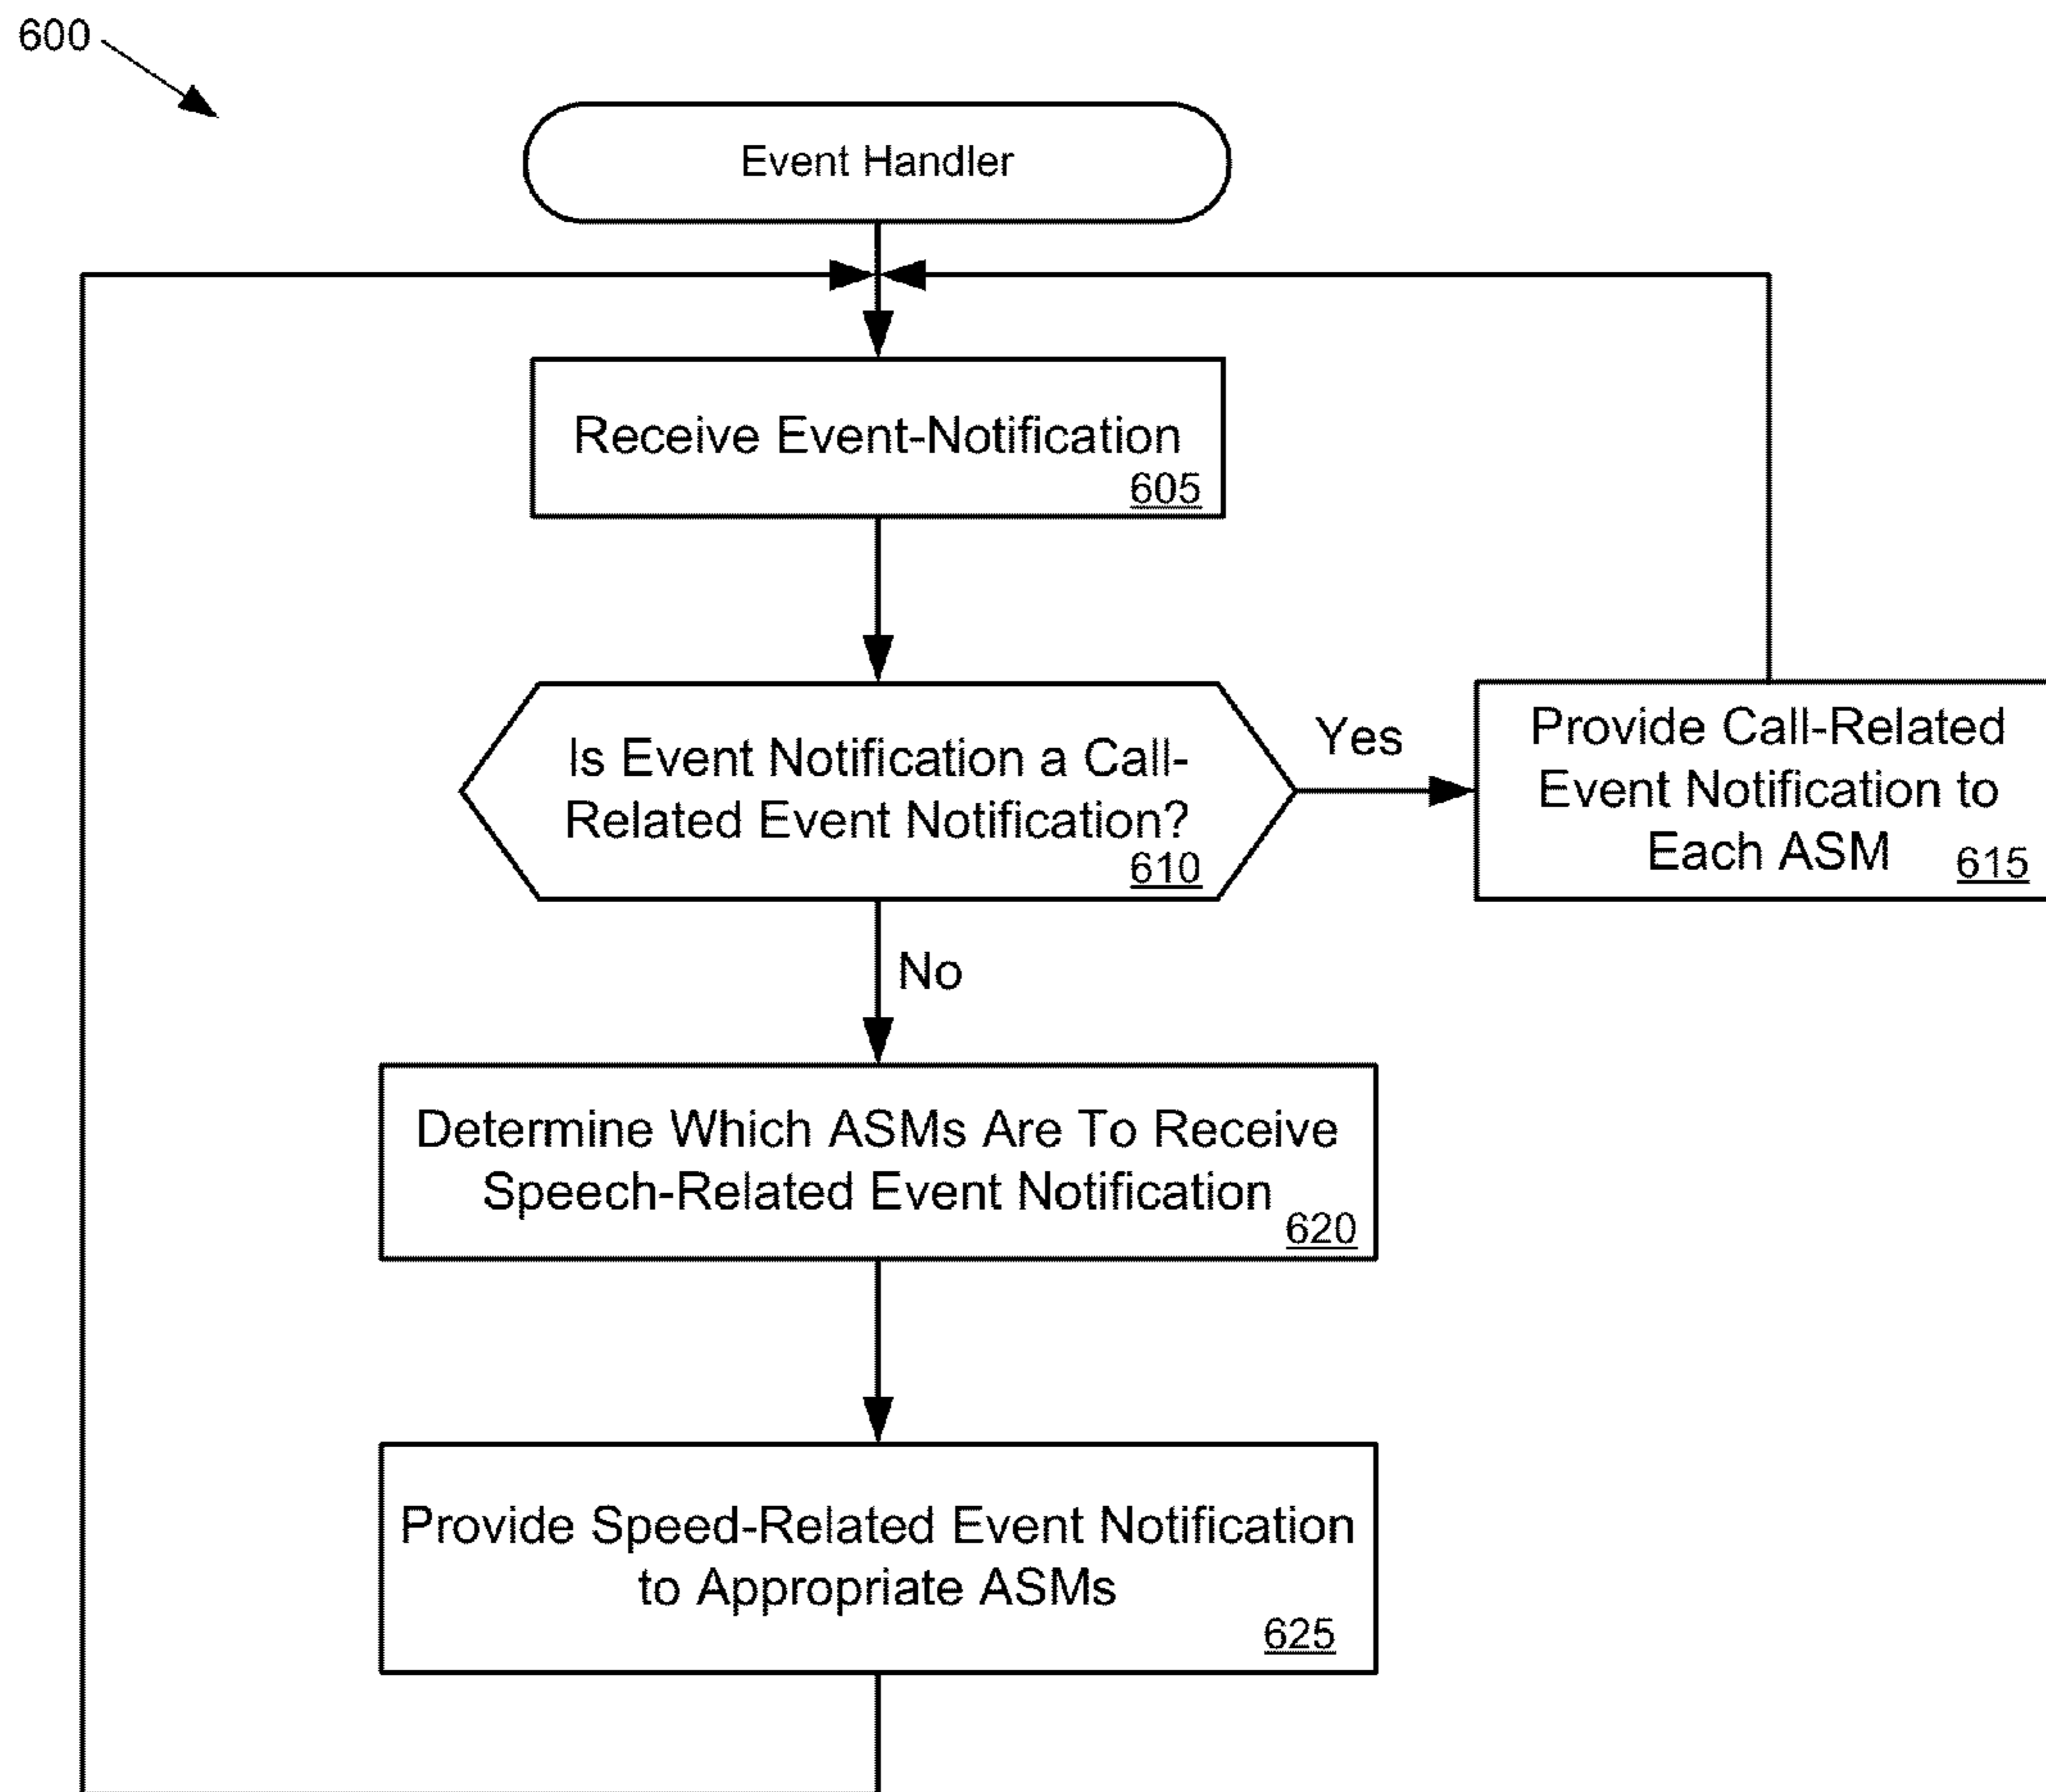 600
Event Handler
Receive Event-Notification
605
Is Event Notification a Call-
Related Event Notification?
610
Yes
Provide Call-Related
Event Notification to
Each ASM
615
No
Determine Which ASMs Are To Receive
Speech-Related Event Notification
620
Provide Speed-Related Event Notification
to Appropriate ASMs
625